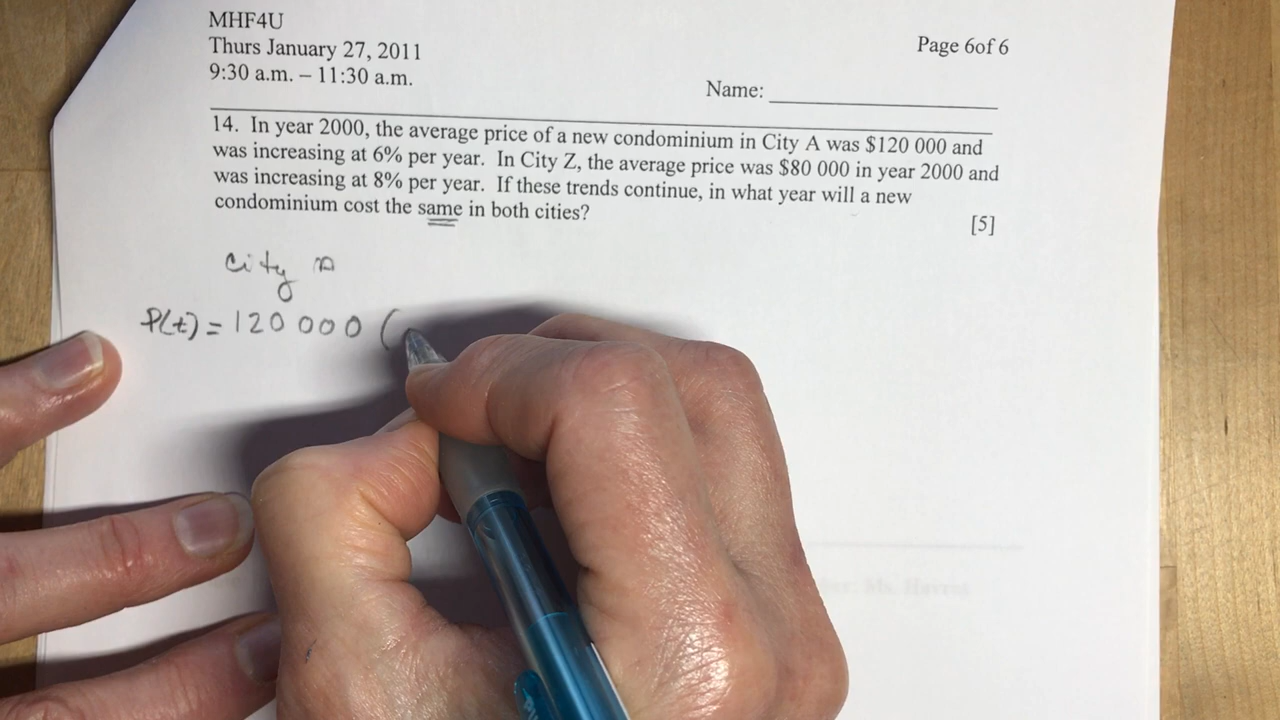 MHF4U
Thurs January 27, 2011
Page 6of 6
9:30 a.m. – 11:30 a.m.
Name:
14. In year 2000, the average price of a new condominium in City A was $120 000 and
was increasing at 6% per year. In City Z, the average price was $80 000 in year 2000 and
was increasing at 8% per year. If these trends continue, in what year will a new
condominium cost the same in both cities?
[5]
City A
P(t) = 120 000 (